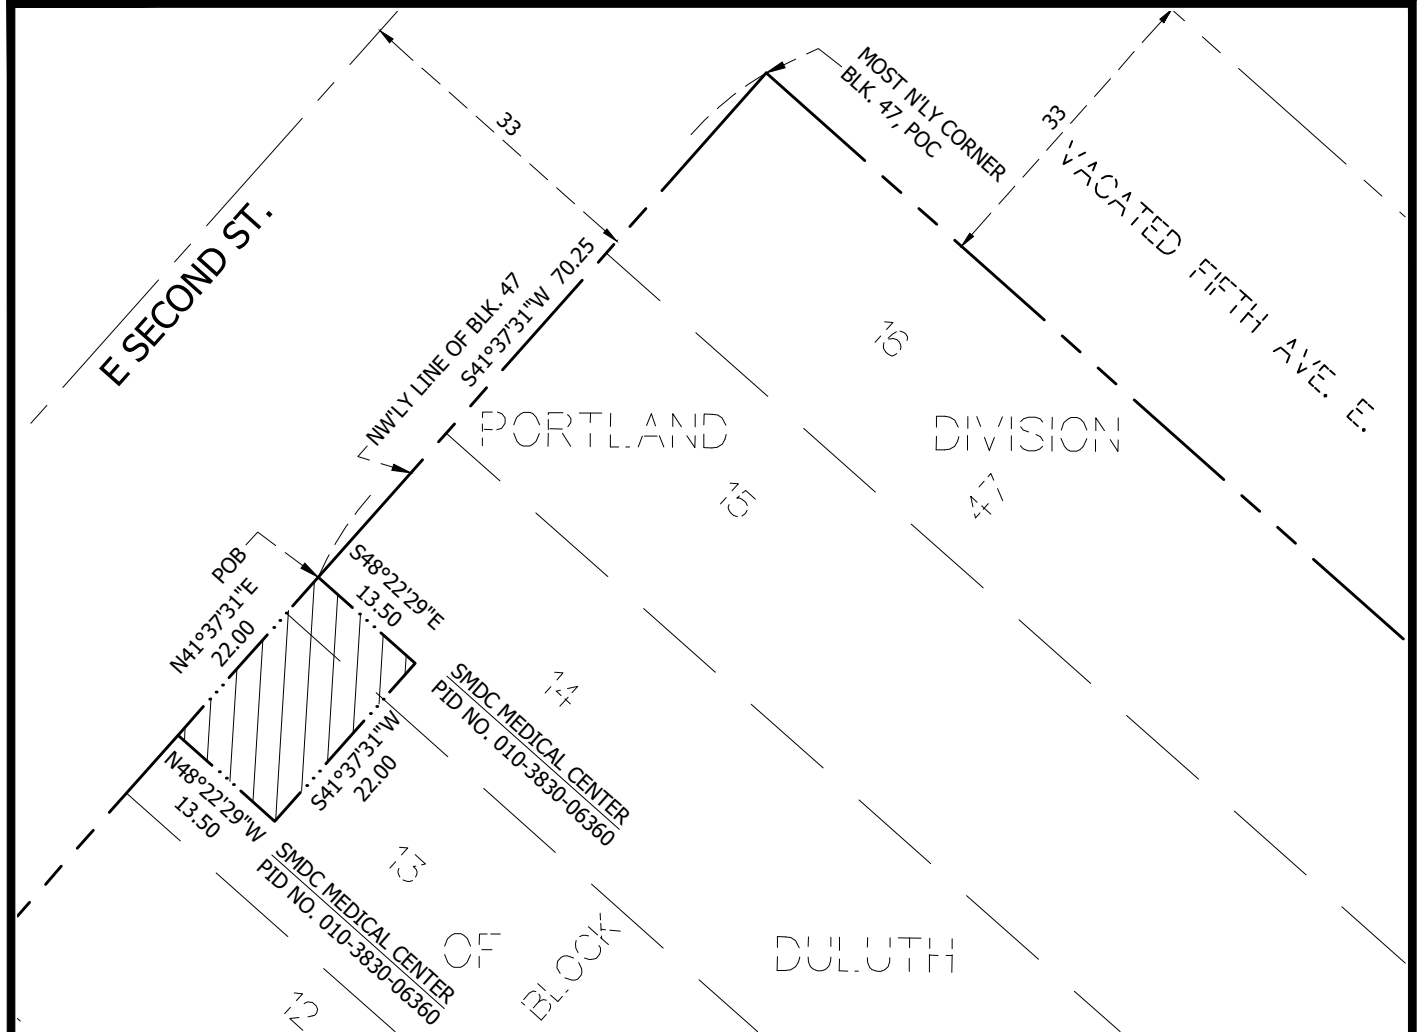 MOST N'LY CORNER
BLK. 47, POC
33
33
VACATED FIFTH AVE. E.
E SECOND ST.
NW'LY LINE OF BLK. 47
S41°37'31"W 70.25
16
PORTLAND DIVISION
15
47
POB
N41°37'31"E
22.00
S48°22'29"E
13.50
14
SMDC MEDICAL CENTER
PID NO. 010-3830-06360
S41°37'31"W
22.00
N48°22'29"W
13.50
13
SMDC MEDICAL CENTER
PID NO. 010-3830-06360
OF DULUTH
BLOCK
12